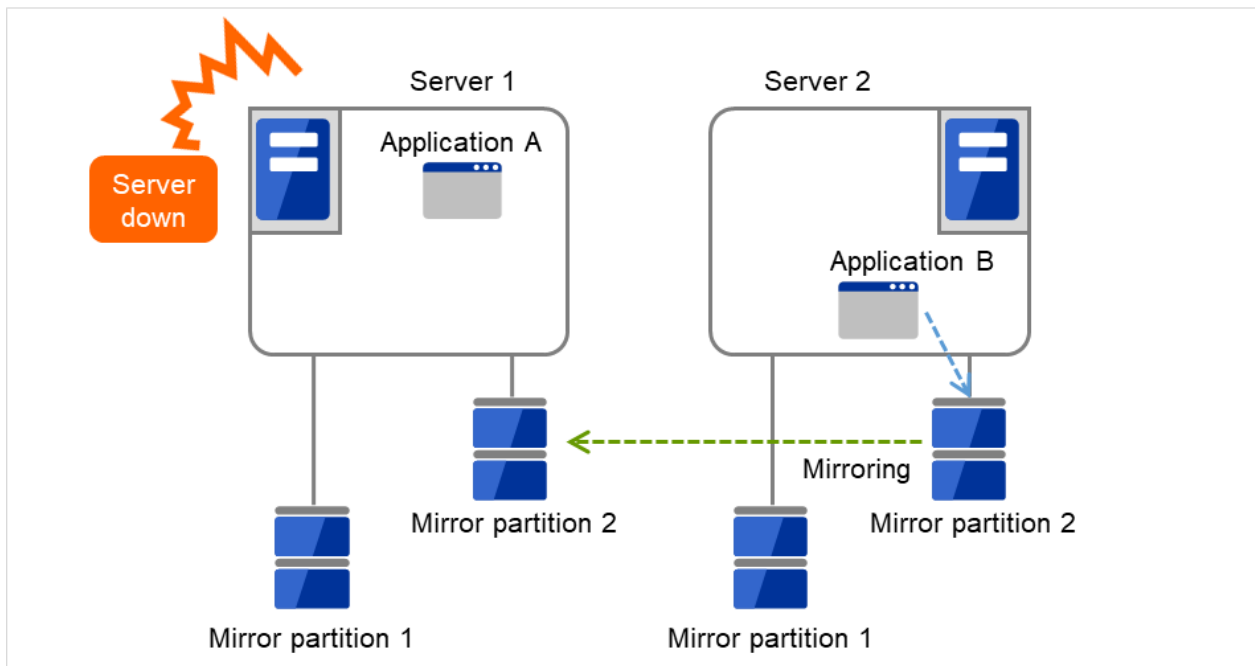 Server 1
Server 2
Application A
Server
down
Application B
Mirroring
Mirror partition 2
Mirror partition 2
Mirror partition 1
Mirror partition 1